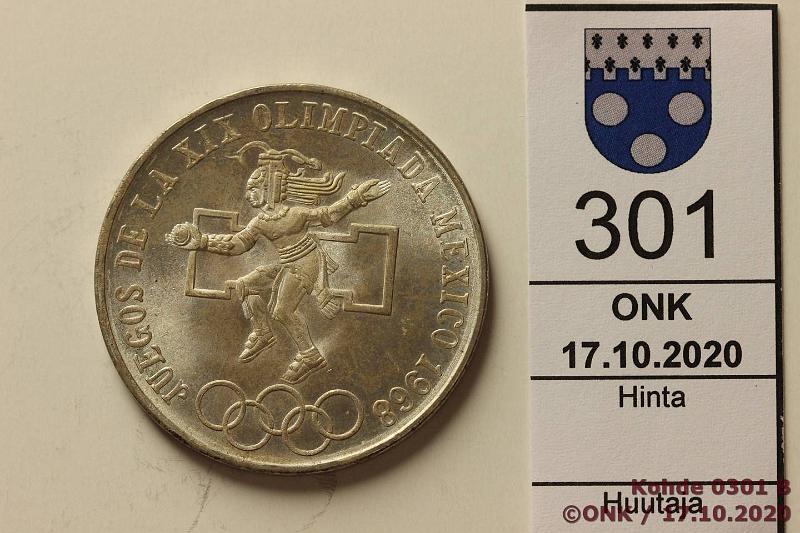 JUEGOS DE LA XIX OLIMPIADA MEXICO 1968
301
ONK
17.10.2020
Hinta
Huutaja
Kohde 0301 B
©ONK / 17.10.2020